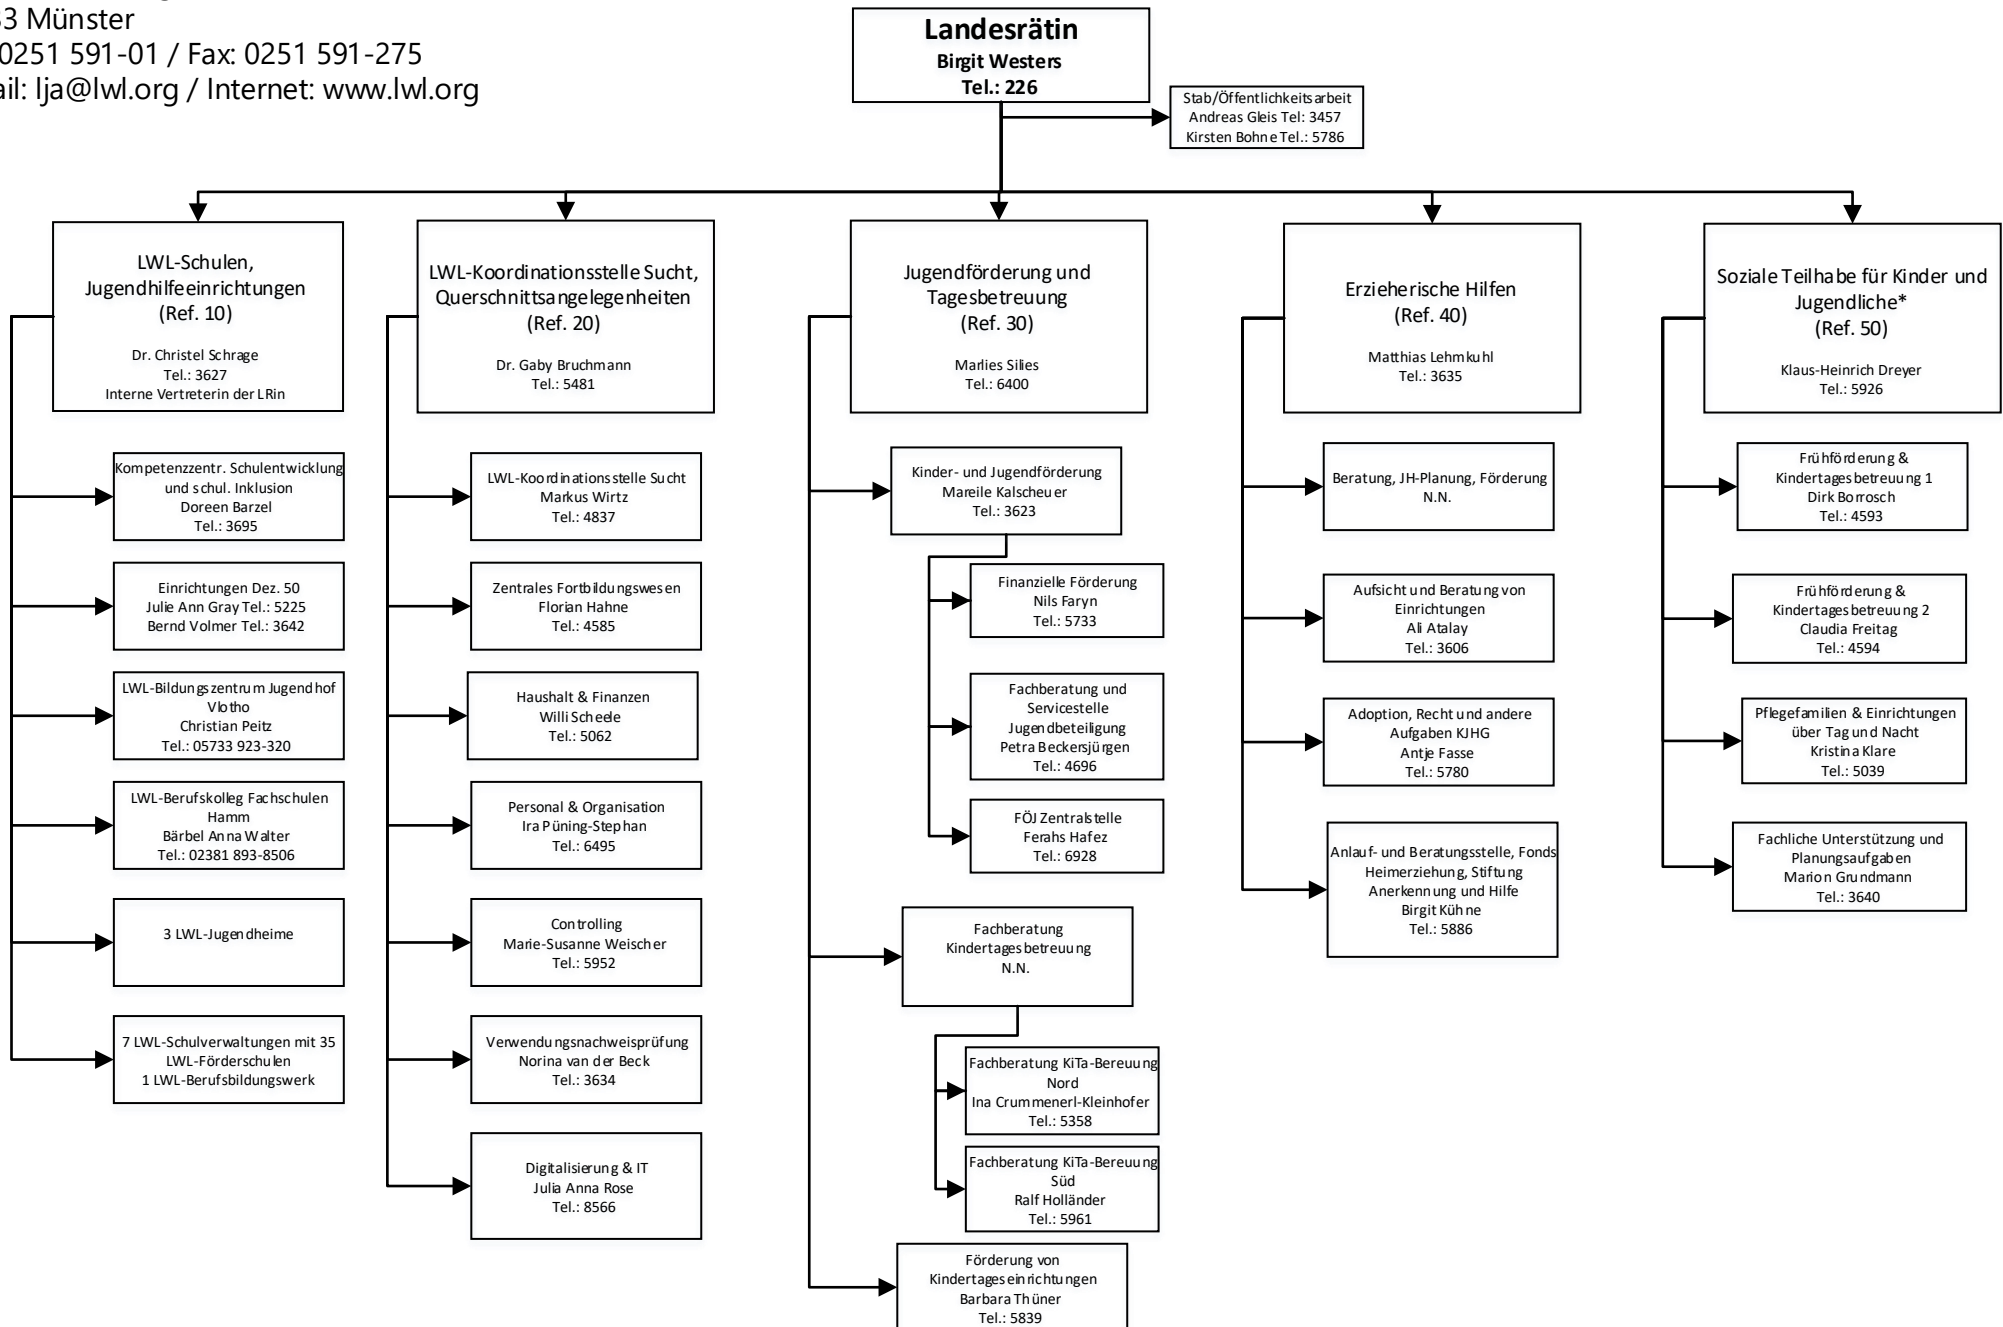 33 Münster
0251 591-01 / Fax: 0251 591-275
ail: lja@lwl.org / Internet: www.lwl.org
Landesrätin
Birgit Westers
Tel.: 226
Stab/Öffentlichkeitsarbeit
Andreas Gleis Tel: 3457
Kirsten Bohne Tel.: 5786
LWL-Schulen,
Jugendhilfeeinrichtungen
(Ref. 10)
Dr. Christel Schrage
Tel.: 3627
Interne Vertreterin der LRin
Kompetenzzentr. Schulentwicklung
und schul. Inklusion
Doreen Barzel
Tel.: 3695
Einrichtungen Dez. 50
Julie Ann Gray Tel.: 5225
Bernd Volmer Tel.: 3642
LWL-Bildungszentrum Jugendhof
Vlotho
Christian Peitz
Tel.: 05733 923-320
LWL-Berufskolleg Fachschulen
Hamm
Bärbel Anna Walter
Tel.: 02381 893-8506
3 LWL-Jugendheime
7 LWL-Schulverwaltungen mit 35
LWL-Förderschulen
1 LWL-Berufsbildungswerk
LWL-Koordinationsstelle Sucht,
Querschnittsangelegenheiten
(Ref. 20)
Dr. Gaby Bruchmann
Tel.: 5481
LWL-Koordinationsstelle Sucht
Markus Wirtz
Tel.: 4837
Zentrales Fortbildungswesen
Florian Hahne
Tel.: 4585
Haushalt & Finanzen
Willi Scheele
Tel.: 5062
Personal & Organisation
Ira Püning-Stephan
Tel.: 6495
Controlling
Marie-Susanne Weischer
Tel.: 5952
Verwendungsnachweisprüfung
Norina van der Beck
Tel.: 3634
Digitalisierung & IT
Julia Anna Rose
Tel.: 8566
Jugendförderung und
Tagesbetreuung
(Ref. 30)
Marlies Silies
Tel.: 6400
Kinder- und Jugendförderung
Mareile Kalscheuer
Tel.: 3623
Finanzielle Förderung
Nils Faryn
Tel.: 5733
Fachberatung und
Servicestelle
Jugendbeteiligung
Petra Beckersjürgen
Tel.: 4696
FÖJ Zentralstelle
Ferahs Hafez
Tel.: 6928
Fachberatung
Kindertagesbetreuung
N.N.
Fachberatung KiTa-Bereuung
Nord
Ina Crummenerl-Kleinhofer
Tel.: 5358
Fachberatung KiTa-Bereuung
Süd
Ralf Holländer
Tel.: 5961
Förderung von
Kindertageseinrichtungen
Barbara Thüner
Tel.: 5839
Erzieherische Hilfen
(Ref. 40)
Matthias Lehmkuhl
Tel.: 3635
Beratung, JH-Planung, Förderung
N.N.
Aufsicht und Beratung von
Einrichtungen
Ali Atalay
Tel.: 3606
Adoption, Recht und andere
Aufgaben KJHG
Antje Fasse
Tel.: 5780
Anlauf- und Beratungsstelle, Fonds
Heimerziehung, Stiftung
Anerkennung und Hilfe
Birgit Kühne
Tel.: 5886
Soziale Teilhabe für Kinder und
Jugendliche*
(Ref. 50)
Klaus-Heinrich Dreyer
Tel.: 5926
Frühförderung &
Kindertagesbetreuung 1
Dirk Borrosch
Tel.: 4593
Frühförderung &
Kindertagesbetreuung 2
Claudia Freitag
Tel.: 4594
Pflegefamilien & Einrichtungen
über Tag und Nacht
Kristina Klare
Tel.: 5039
Fachliche Unterstützung und
Planungsaufgaben
Marion Grundmann
Tel.: 3640